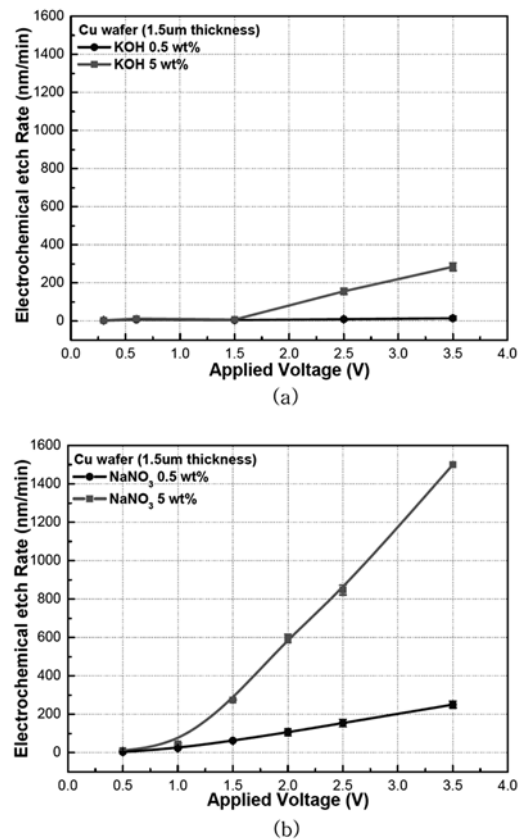 1600
1400
1200
1000
800
600
400
200
0
Electrochemical etch Rate (nm/min)
Cu wafer (1.5um thickness)
KOH 0.5 wt%
KOH 5 wt%
0.0 0.5 1.0 1.5 2.0 2.5 3.0 3.5 4.0
Applied Voltage (V)
(a)
1600
1400
1200
1000
800
600
400
200
0
Electrochemical etch Rate (nm/min)
Cu wafer (1.5um thickness)
NaNO₃ 0.5 wt%
NaNO₃ 5 wt%
0.0 0.5 1.0 1.5 2.0 2.5 3.0 3.5 4.0
Applied Voltage (V)
(b)